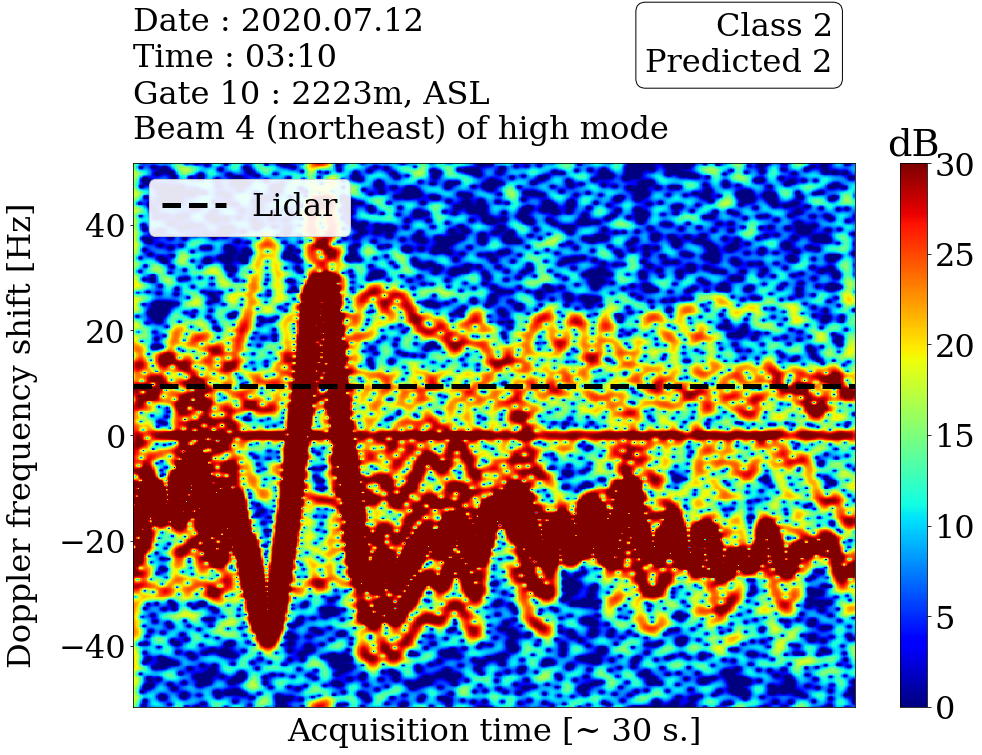 Date : 2020.07.12
Time : 03:10
Gate 10 : 2223m, ASL
Beam 4 (northeast) of high mode
Class 2
Predicted 2
dB
Lidar
Doppler frequency shift [Hz]
40
20
0
−20
−40
30
25
20
15
10
5
0
Acquisition time [~ 30 s.]